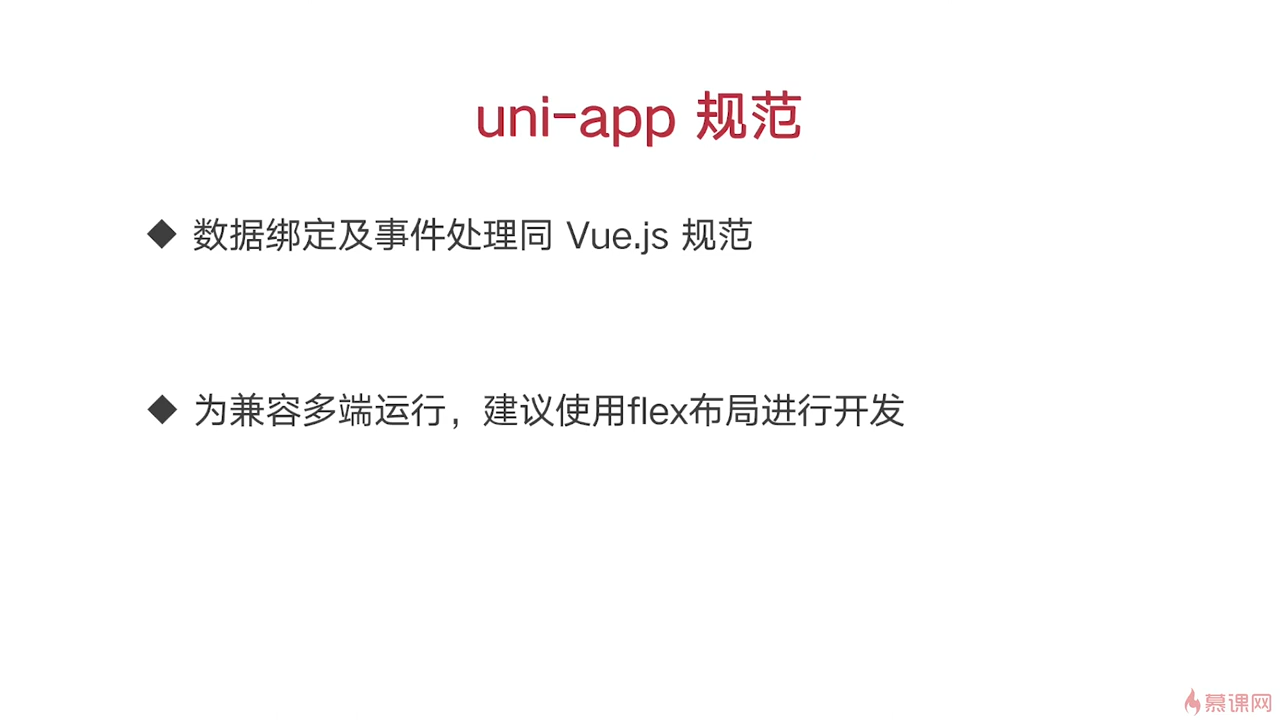 uni-app 规范
◆ 数据绑定及事件处理同 Vue.js 规范
◆ 为兼容多端运行，建议使用flex布局进行开发
慕课网